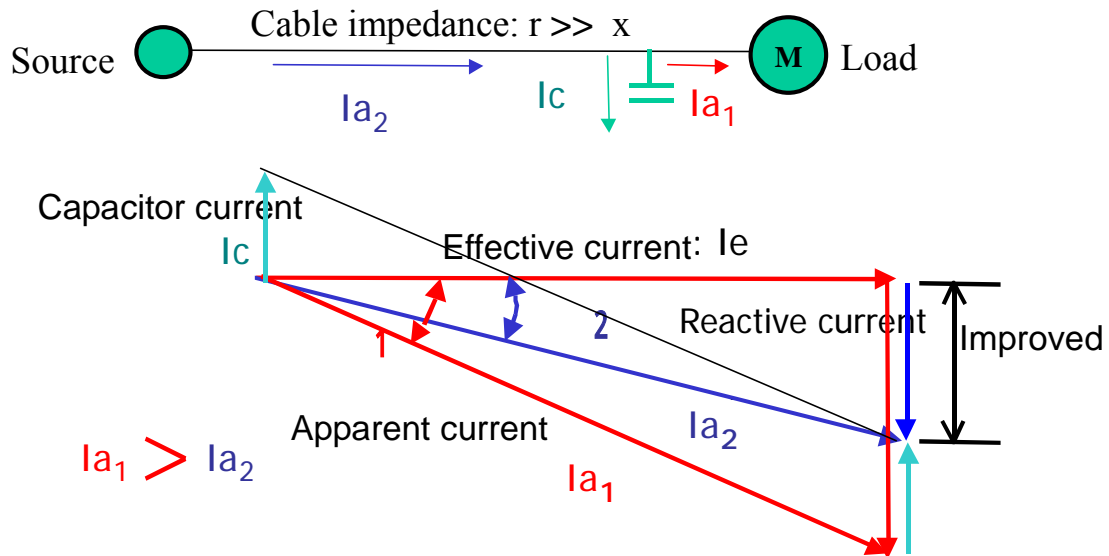 Cable impedance: r >> x
Source
M
Load
Ia₂
Ic
Ia₁
Capacitor current
Ic
Effective current: Ie
1
2
Reactive current
Improved
Apparent current
Ia₂
Ia₁ > Ia₂
Ia₁